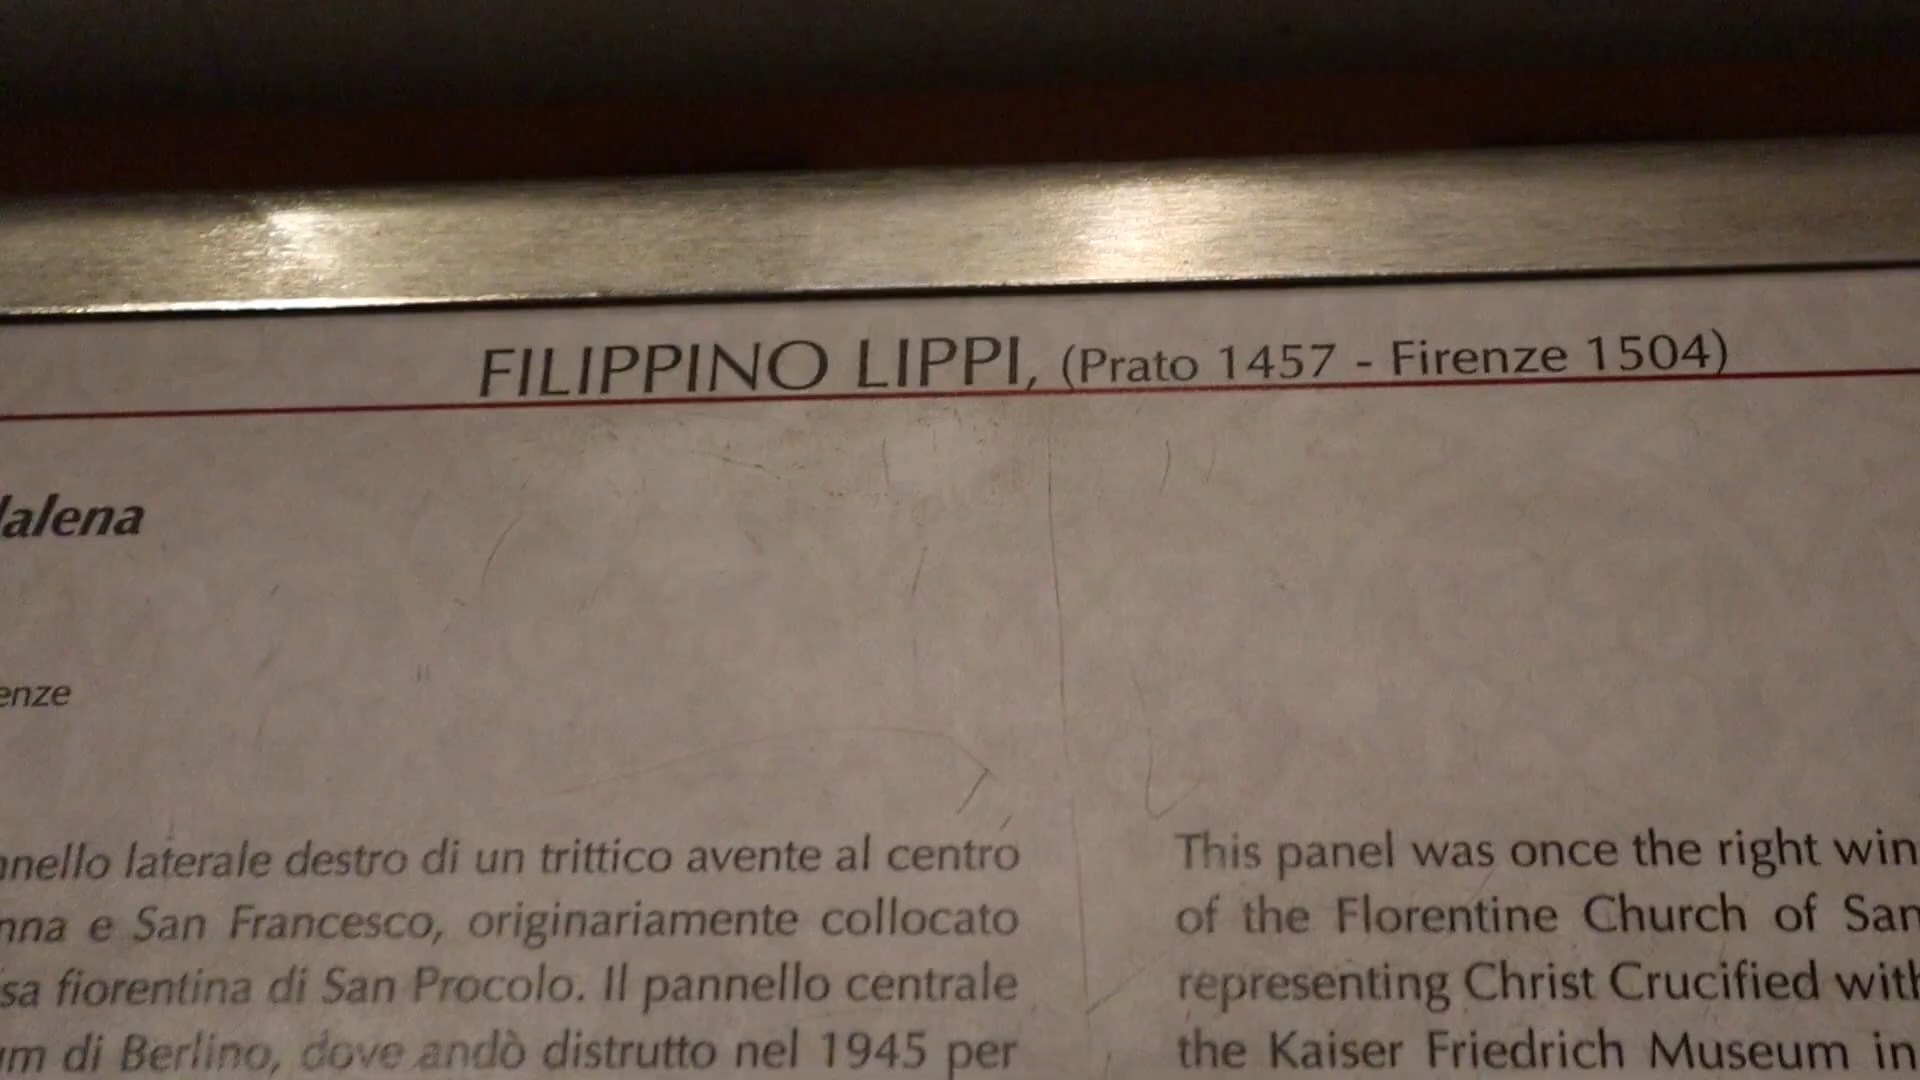 FILIPPINO LIPPI, (Prato 1457 - Firenze 1504)
alena
enze
nello laterale destro di un trittico avente al centro
nna e San Francesco, originariamente collocato
sa fiorentina di San Procolo. Il pannello centrale
um di Berlino, dove andò distrutto nel 1945 per
This panel was once the right win
of the Florentine Church of San
representing Christ Crucified with
the Kaiser Friedrich Museum in